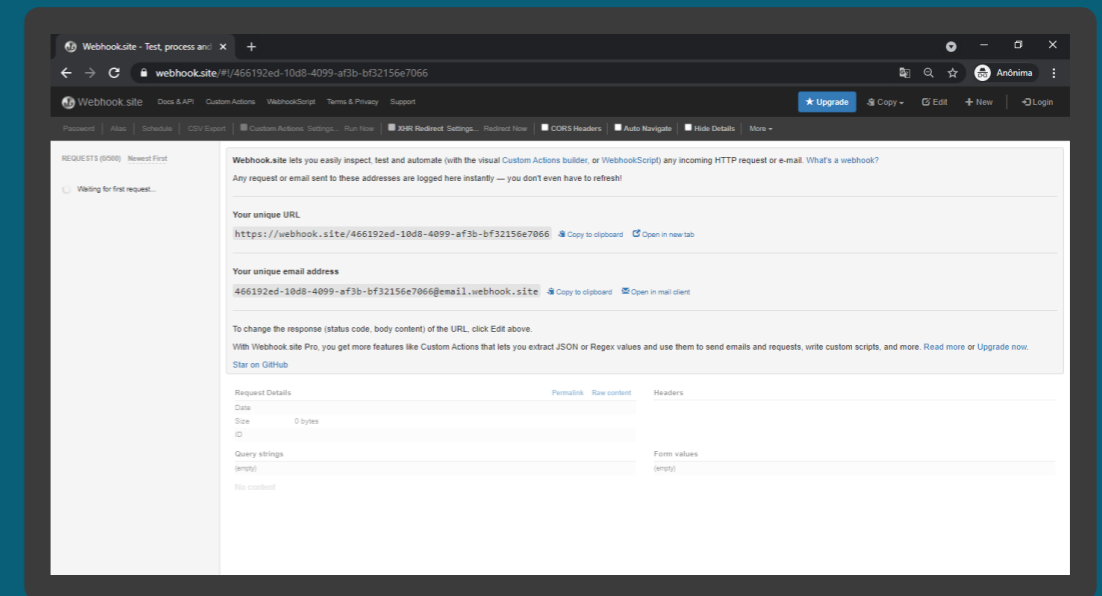 Webhook.site - Test, process and
webhook.site/#!/466192ed-10d8-4099-af3b-bf32156e7066
Anônima
Webhook.site Docs & API Custom Actions WebhookScript Terms & Privacy Support Upgrade Copy Edit New Login
Password Alias Schedule CSV Export Custom Actions Settings... Run Now XHR Redirect Settings... Redirect Now CORS Headers Auto Navigate Hide Details More
REQUESTS (0/500) Newest First
Waiting for first request...
Webhook.site lets you easily inspect, test and automate (with the visual Custom Actions builder, or WebhookScript) any incoming HTTP request or e-mail. What's a webhook?
Any request or email sent to these addresses are logged here instantly — you don't even have to refresh!
Your unique URL
https://webhook.site/466192ed-10d8-4099-af3b-bf32156e7066 Copy to clipboard Open in new tab
Your unique email address
466192ed-10d8-4099-af3b-bf32156e7066@email.webhook.site Copy to clipboard Open in mail client
To change the response (status code, body content) of the URL, click Edit above.
With Webhook.site Pro, you get more features like Custom Actions that lets you extract JSON or Regex values and use them to send emails and requests, write custom scripts, and more. Read more or Upgrade now.
Star on GitHub
Request Details Permalink Raw content Headers
Date
Size 0 bytes
ID
Query strings Form values
(empty) (empty)
No content